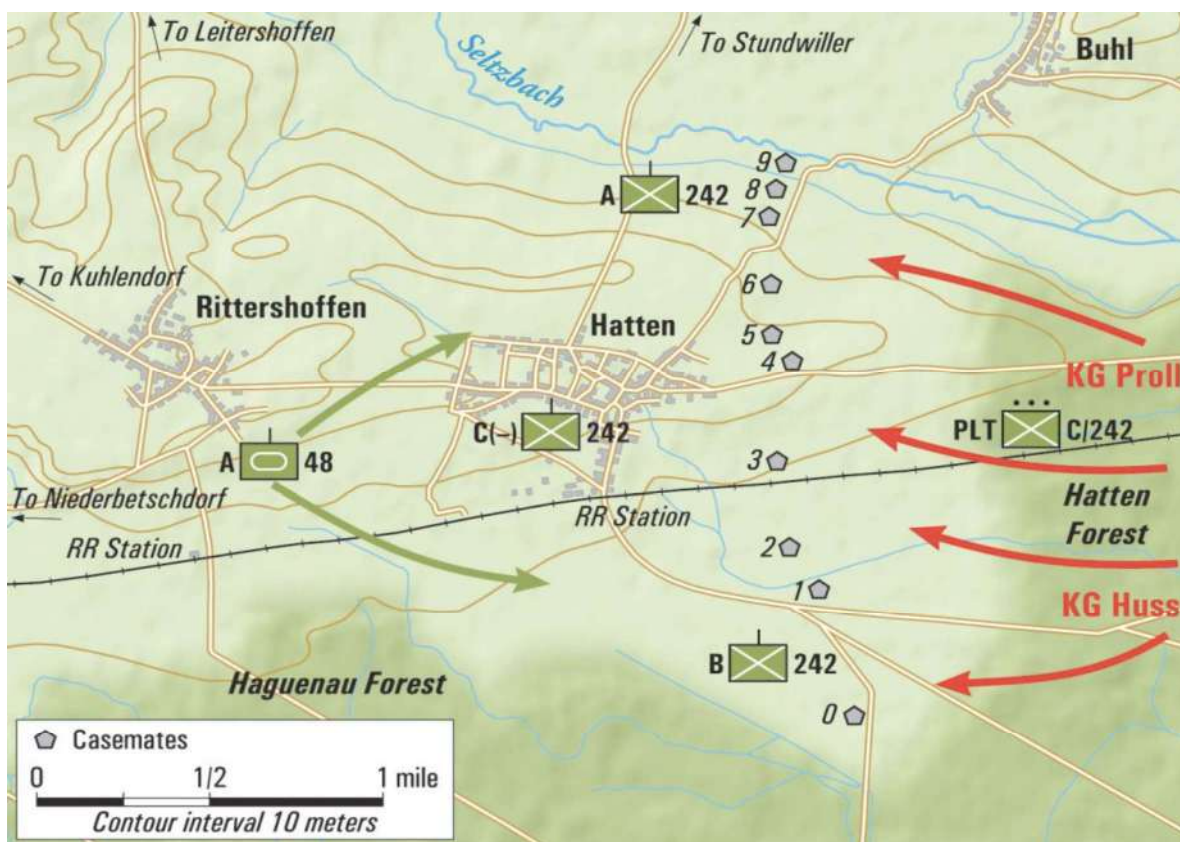 To Leitershoffen
To Stundwiller
Buhl
Seltzbach
9
A 242
8
7
To Kuhlendorf
6
Rittershoffen
Hatten
5
4
KG Proll
C(–) 242
PLT ••• C/242
A 48
3
To Niederbetschdorf
RR Station
RR Station
Hatten
Forest
2
1
KG Huss
B 242
Haguenau Forest
0
Casemates
0 1/2 1 mile
Contour interval 10 meters